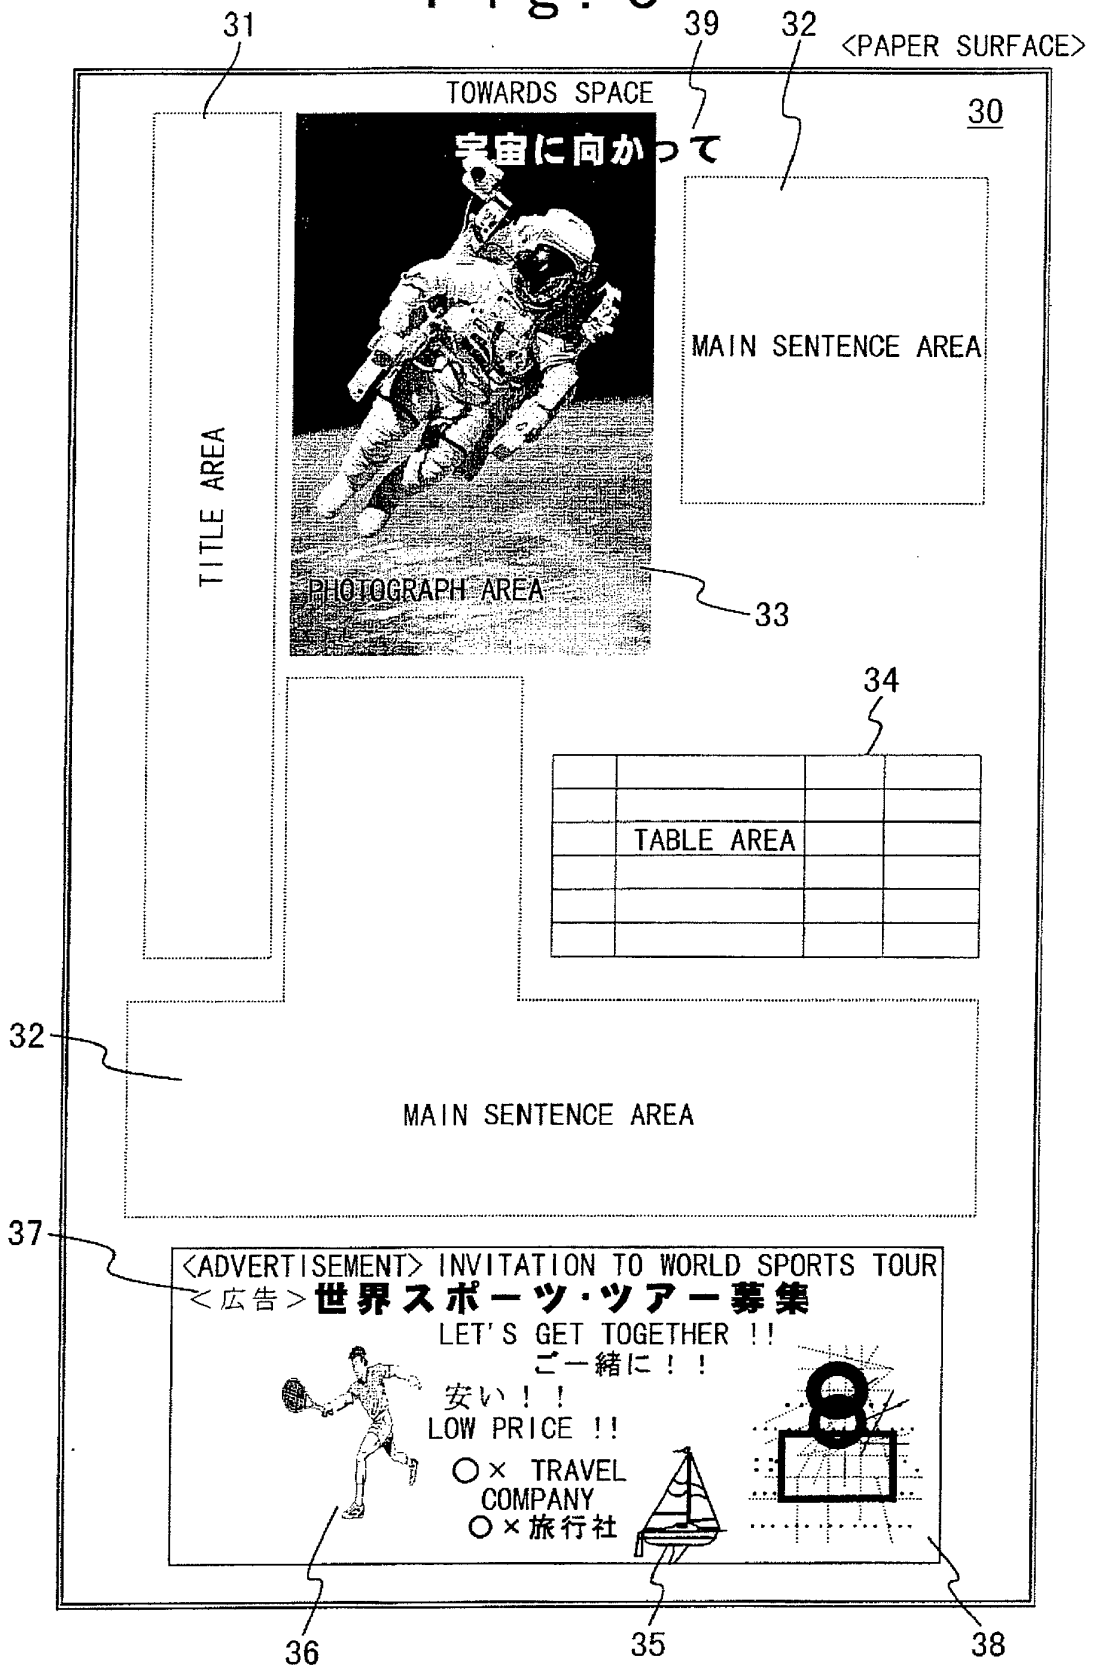 31
39
32
<PAPER SURFACE>
TOWARDS SPACE
30
宇宙に向かって
MAIN SENTENCE AREA
TITLE AREA
PHOTOGRAPH AREA
33
34
TABLE AREA
32
MAIN SENTENCE AREA
37
<ADVERTISEMENT> INVITATION TO WORLD SPORTS TOUR
<広告>世界スポーツ・ツアー募集
LET'S GET TOGETHER !!
ご一緒に！！
安い！！
LOW PRICE !!
○× TRAVEL
COMPANY
○×旅行社
36
35
38